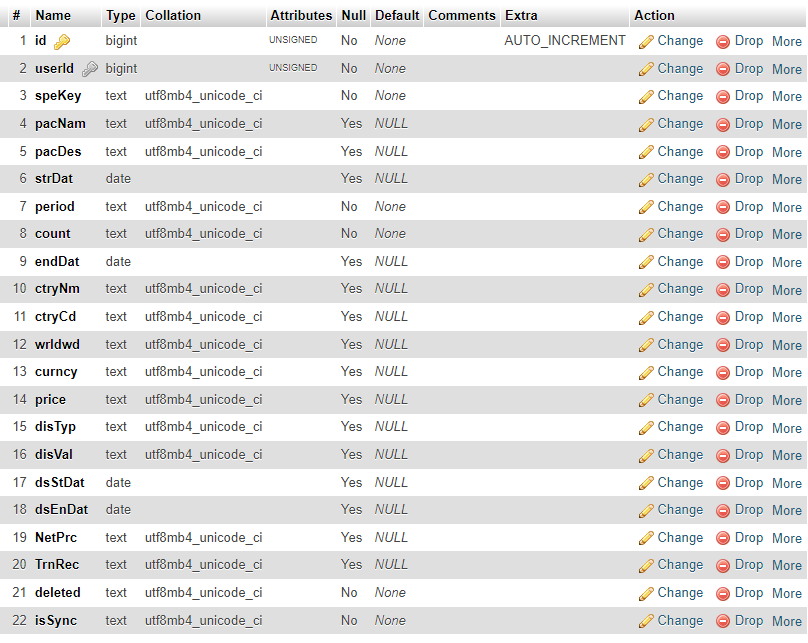 # Name Type Collation Attributes Null Default Comments Extra Action
1 id bigint UNSIGNED No None AUTO_INCREMENT Change Drop More
2 userId bigint UNSIGNED No None Change Drop More
3 speKey text utf8mb4_unicode_ci No None Change Drop More
4 pacNam text utf8mb4_unicode_ci Yes NULL Change Drop More
5 pacDes text utf8mb4_unicode_ci Yes NULL Change Drop More
6 strDat date Yes NULL Change Drop More
7 period text utf8mb4_unicode_ci No None Change Drop More
8 count text utf8mb4_unicode_ci No None Change Drop More
9 endDat date Yes NULL Change Drop More
10 ctryNm text utf8mb4_unicode_ci Yes NULL Change Drop More
11 ctryCd text utf8mb4_unicode_ci Yes NULL Change Drop More
12 wrldwd text utf8mb4_unicode_ci Yes NULL Change Drop More
13 curncy text utf8mb4_unicode_ci Yes NULL Change Drop More
14 price text utf8mb4_unicode_ci Yes NULL Change Drop More
15 disTyp text utf8mb4_unicode_ci Yes NULL Change Drop More
16 disVal text utf8mb4_unicode_ci Yes NULL Change Drop More
17 dsStDat date Yes NULL Change Drop More
18 dsEnDat date Yes NULL Change Drop More
19 NetPrc text utf8mb4_unicode_ci Yes NULL Change Drop More
20 TrnRec text utf8mb4_unicode_ci Yes NULL Change Drop More
21 deleted text utf8mb4_unicode_ci No None Change Drop More
22 isSync text utf8mb4_unicode_ci No None Change Drop More